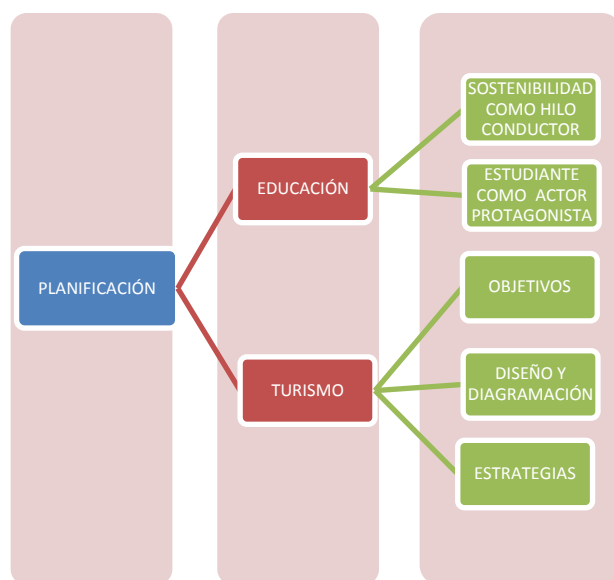 PLANIFICACIÓN
EDUCACIÓN
TURISMO
SOSTENIBILIDAD
COMO HILO
CONDUCTOR
ESTUDIANTE
COMO ACTOR
PROTAGONISTA
OBJETIVOS
DISEÑO Y
DIAGRAMACIÓN
ESTRATEGIAS